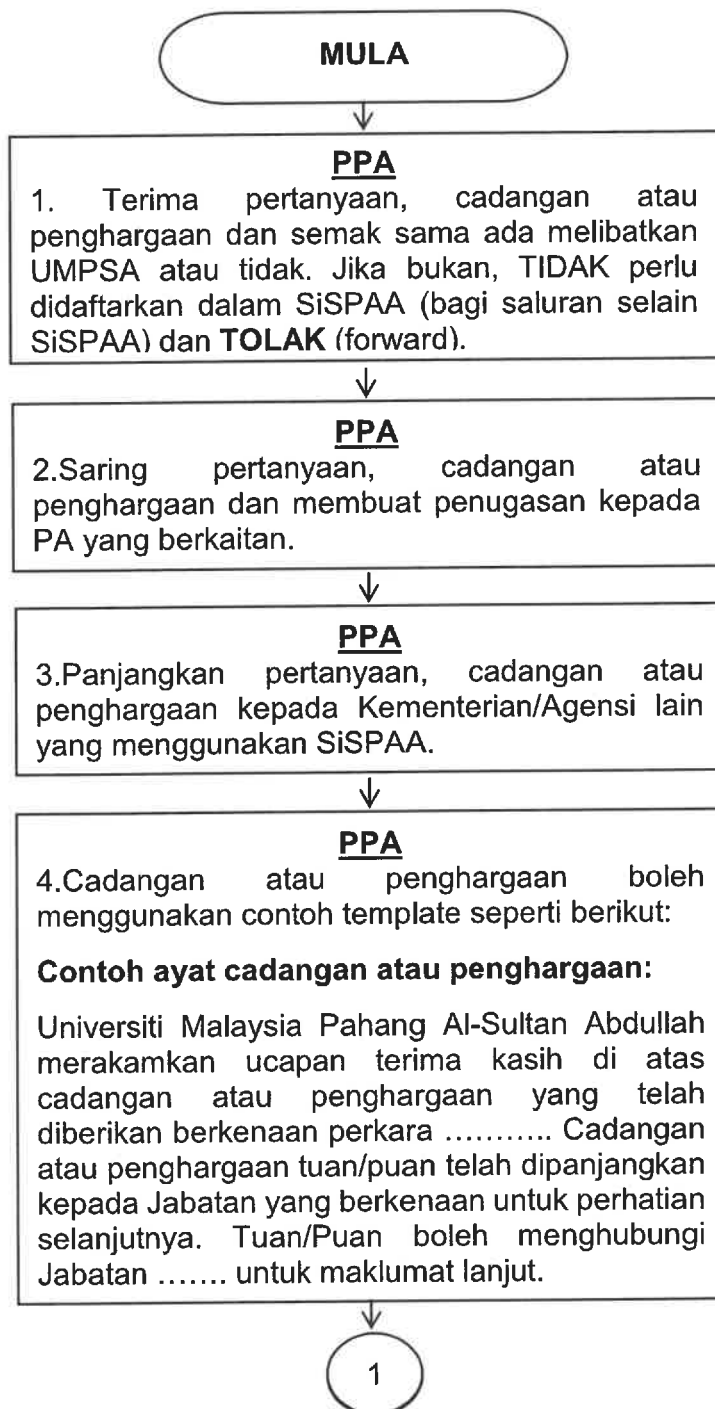 MULA
PPA
1. Terima pertanyaan, cadangan atau
penghargaan dan semak sama ada melibatkan
UMPSA atau tidak. Jika bukan, TIDAK perlu
didaftarkan dalam SiSPAA (bagi saluran selain
SiSPAA) dan TOLAK (forward).
PPA
2.Saring pertanyaan, cadangan atau
penghargaan dan membuat penugasan kepada
PA yang berkaitan.
PPA
3.Panjangkan pertanyaan, cadangan atau
penghargaan kepada Kementerian/Agensi lain
yang menggunakan SiSPAA.
PPA
4.Cadangan atau penghargaan boleh
menggunakan contoh template seperti berikut:
Contoh ayat cadangan atau penghargaan:
Universiti Malaysia Pahang Al-Sultan Abdullah
merakamkan ucapan terima kasih di atas
cadangan atau penghargaan yang telah
diberikan berkenaan perkara ........... Cadangan
atau penghargaan tuan/puan telah dipanjangkan
kepada Jabatan yang berkenaan untuk perhatian
selanjutnya. Tuan/Puan boleh menghubungi
Jabatan ....... untuk maklumat lanjut.
1